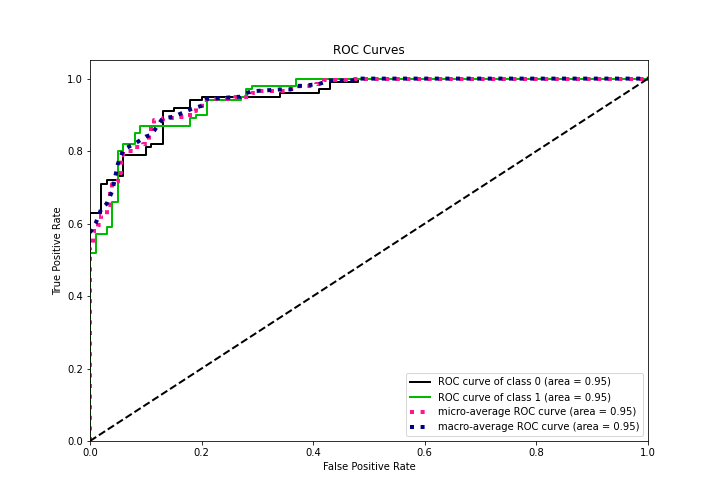 ROC Curves
1.0
0.8
0.6
0.4
0.2
0.0
True Positive Rate
ROC curve of class 0 (area = 0.95)
ROC curve of class 1 (area = 0.95)
micro-average ROC curve (area = 0.95)
macro-average ROC curve (area = 0.95)
0.0 0.2 0.4 0.6 0.8 1.0
False Positive Rate